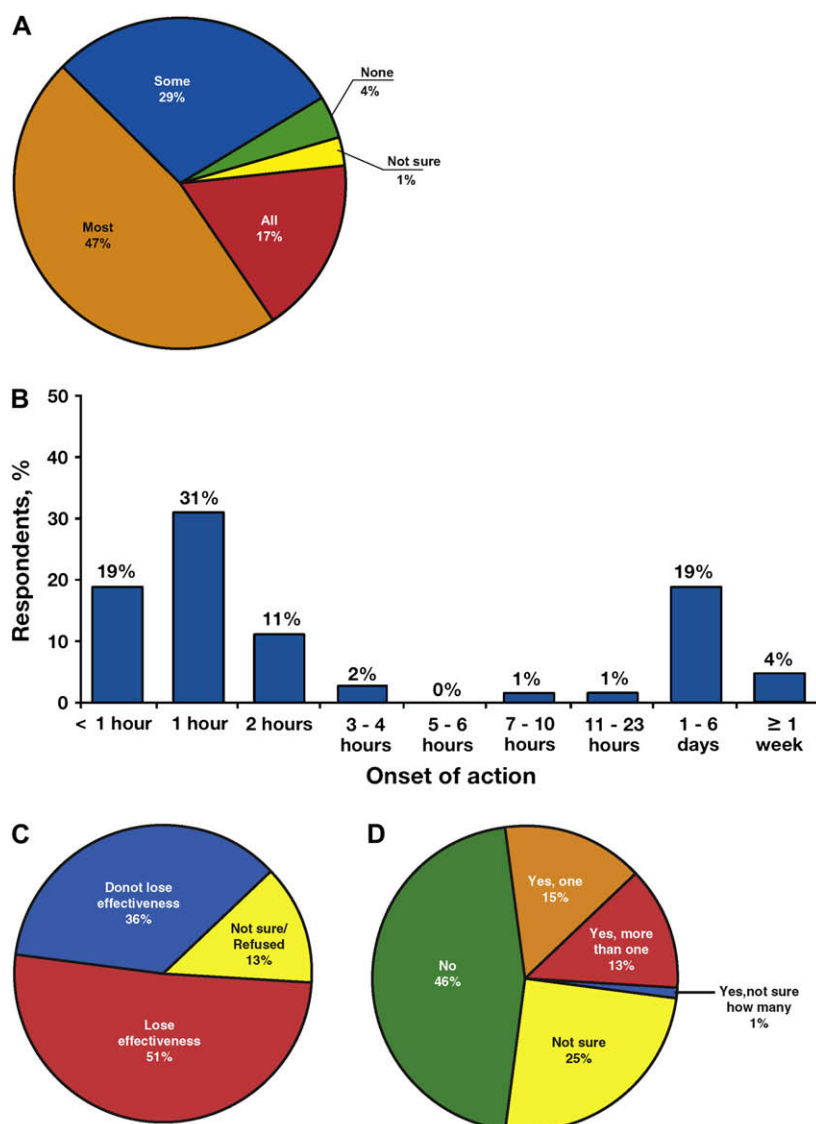 A
Some
29%
None
4%
Not sure
1%
All
17%
Most
47%
B
Respondents, %
50
40
30
20
10
0
19%
31%
11%
2%
0%
1%
1%
19%
4%
< 1 hour
1 hour
2 hours
3 - 4
hours
5 - 6
hours
7 - 10
hours
11 - 23
hours
1 - 6
days
≥ 1
week
Onset of action
C
Donot lose
effectiveness
36%
Not sure/
Refused
13%
Lose
effectiveness
51%
D
Yes, one
15%
Yes, more
than one
13%
Yes,not sure
how many
1%
No
46%
Not sure
25%